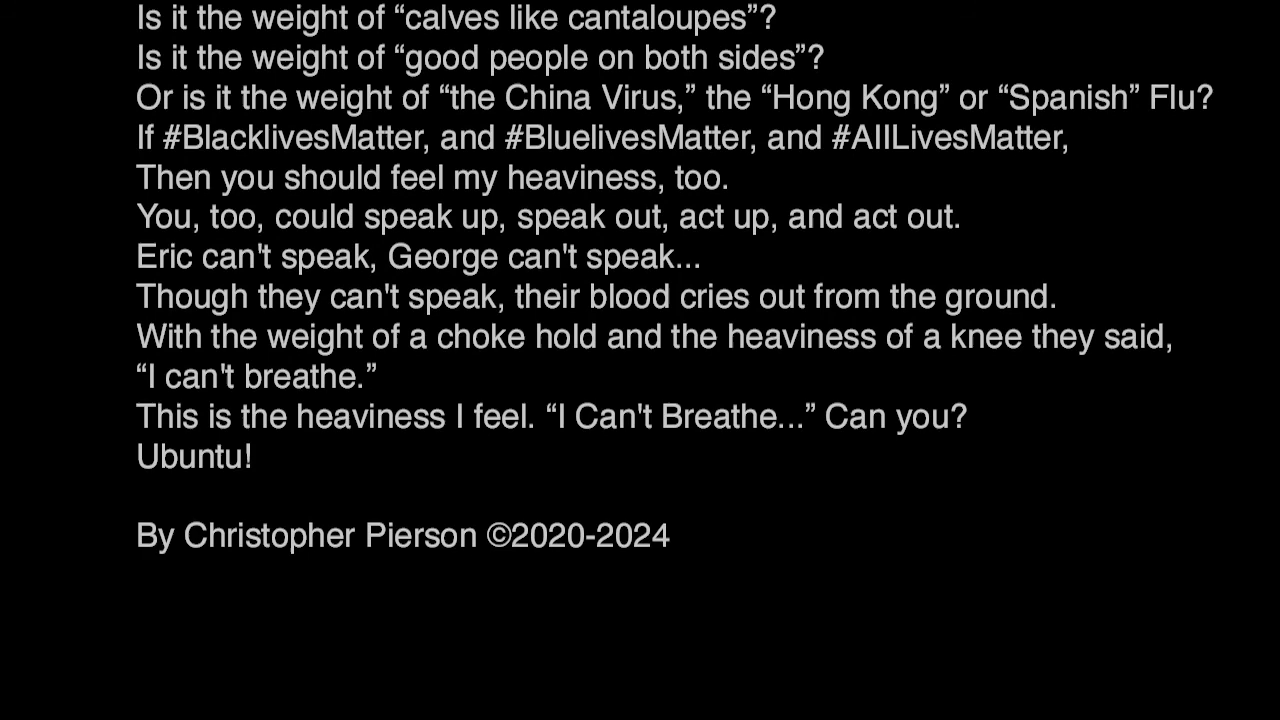 Is it the weight of “calves like cantaloupes”?
Is it the weight of “good people on both sides”?
Or is it the weight of “the China Virus,” the “Hong Kong” or “Spanish” Flu?
If #BlacklivesMatter, and #BluelivesMatter, and #AllLivesMatter,
Then you should feel my heaviness, too.
You, too, could speak up, speak out, act up, and act out.
Eric can't speak, George can't speak...
Though they can't speak, their blood cries out from the ground.
With the weight of a choke hold and the heaviness of a knee they said,
“I can't breathe.”
This is the heaviness I feel. “I Can't Breathe...” Can you?
Ubuntu!
By Christopher Pierson ©2020-2024